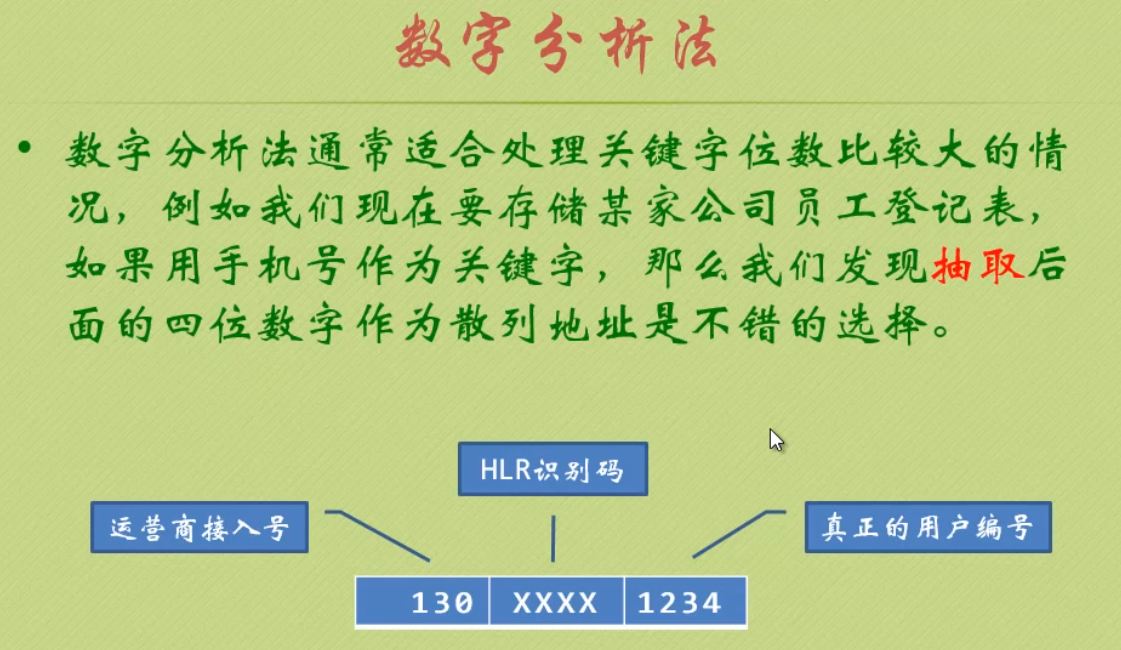 数字分析法
• 数字分析法通常适合处理关键字位数比较大的情
况，例如我们现在要存储某家公司员工登记表，
如果用手机号作为关键字，那么我们发现抽取后
面的四位数字作为散列地址是不错的选择。
HLR识别码
运营商接入号
真正的用户编号
130 XXXX 1234